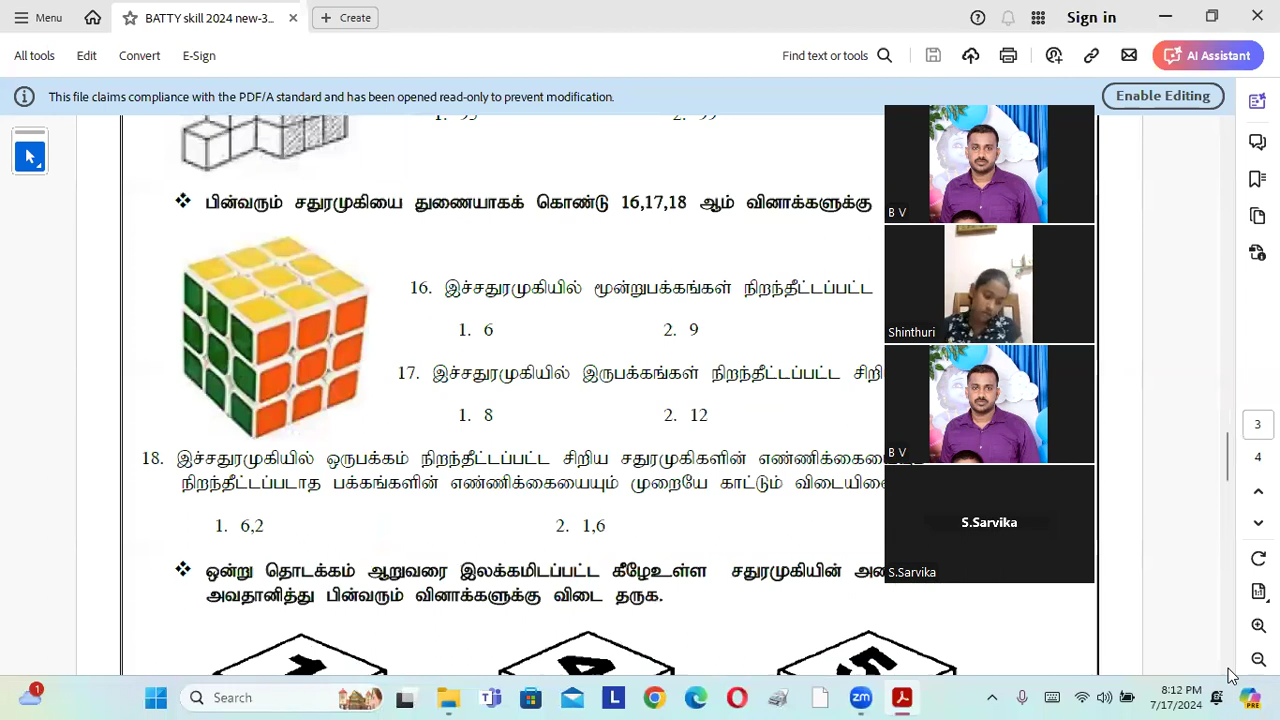 Menu
BATTY skill 2024 new-3...
Create
Sign in
All tools
Edit
Convert
E-Sign
Find text or tools
AI Assistant
This file claims compliance with the PDF/A standard and has been opened read-only to prevent modification.
Enable Editing
❖ பின்வரும் சதுரமுகியை துணையாகக் கொண்டு 16,17,18 ஆம் வினாக்களுக்கு
B V
16. இச்சதுரமுகியில் மூன்றுபக்கங்கள் நிறந்தீட்டப்பட்ட
1. 6
2. 9
Shinthuri
17. இச்சதுரமுகியில் இருபக்கங்கள் நிறந்தீட்டப்பட்ட
1. 8
2. 12
B V
18. இச்சதுரமுகியில் ஒருபக்கம் நிறந்தீட்டப்பட்ட சிறிய சதுரமுகிகளின்
நிறந்தீட்டப்படாத பக்கங்களின் எண்ணிக்கையையும் முறையே காட்டும்
1. 6,2
2. 1,6
S.Sarvika
S.Sarvika
❖ ஒன்று தொடக்கம் ஆறுவரை இலக்கமிடப்பட்ட கீழேஉள்ள சதுரமுகியின்
அவதானித்து பின்வரும் வினாக்களுக்கு விடை தருக.
4
5
3
4
1
Search
8:12 PM
7/17/2024